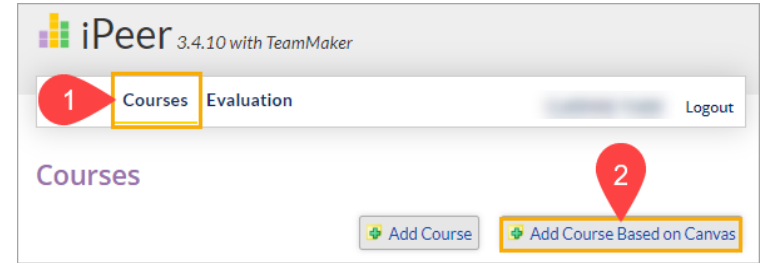 iPeer 3.4.10 with TeamMaker
1 Courses Evaluation Logout
Courses
2
Add Course Add Course Based on Canvas